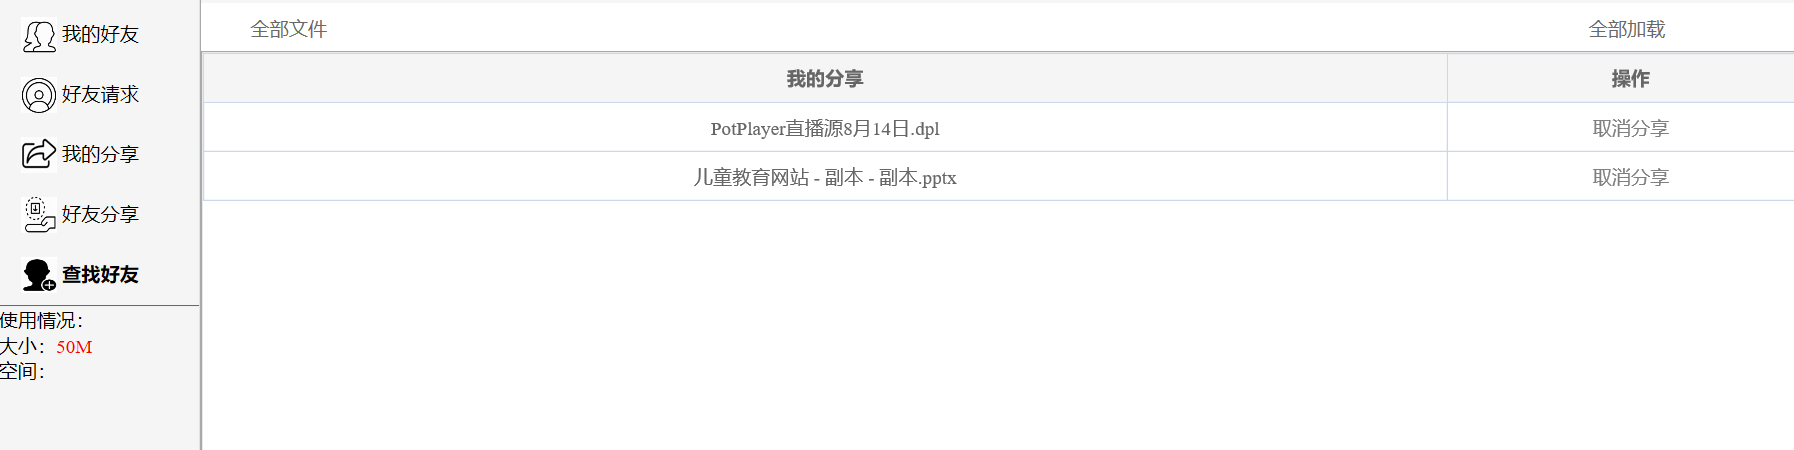 我的好友
好友请求
我的分享
好友分享
查找好友
使用情况：
大小：50M
空间：
全部文件 全部加载
我的分享 操作
PotPlayer直播源8月14日.dpl 取消分享
儿童教育网站 - 副本 - 副本.pptx 取消分享